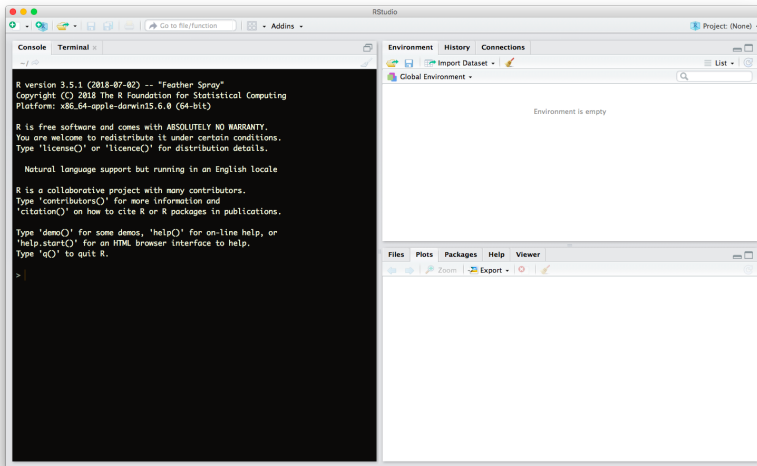 RStudio
Go to file/function
Addins
Project: (None)
Console Terminal
~/
R version 3.5.1 (2018-07-02) -- "Feather Spray"
Copyright (C) 2018 The R Foundation for Statistical Computing
Platform: x86_64-apple-darwin15.6.0 (64-bit)
R is free software and comes with ABSOLUTELY NO WARRANTY.
You are welcome to redistribute it under certain conditions.
Type 'license()' or 'licence()' for distribution details.
Natural language support but running in an English locale
R is a collaborative project with many contributors.
Type 'contributors()' for more information and
'citation()' on how to cite R or R packages in publications.
Type 'demo()' for some demos, 'help()' for on-line help, or
'help.start()' for an HTML browser interface to help.
Type 'q()' to quit R.
>
Environment History Connections
Import Dataset List
Global Environment
Environment is empty
Files Plots Packages Help Viewer
Zoom Export